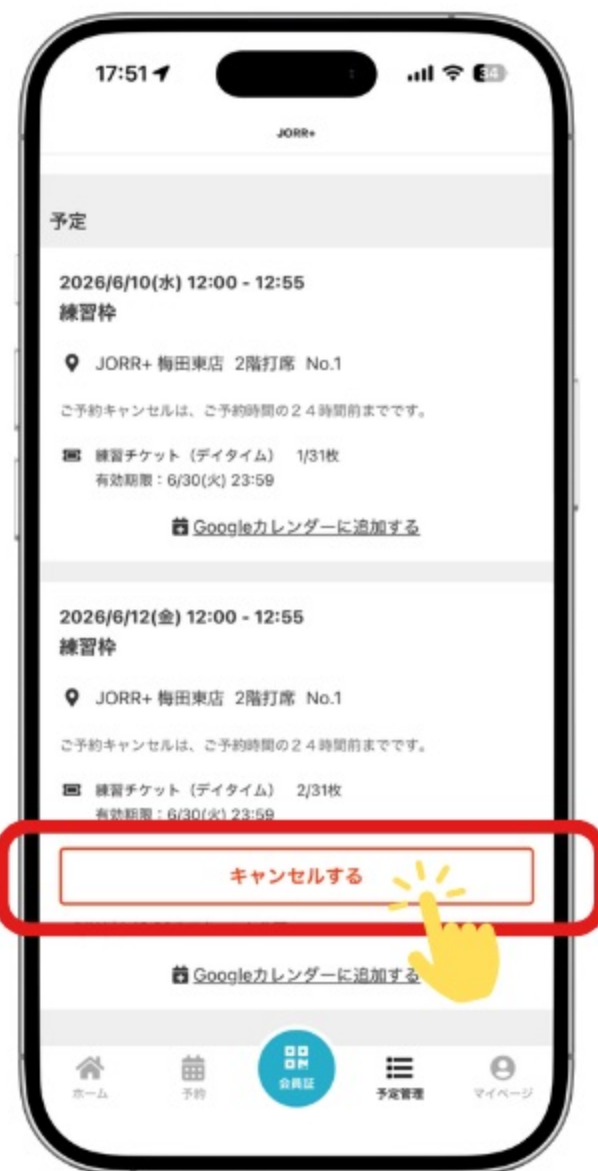 17:51
34
JORR+
予定
2026/6/10(水) 12:00 - 12:55
練習枠
JORR+ 梅田東店 2階打席 No.1
ご予約キャンセルは、ご予約時間の２４時間前までです。
練習チケット（デイタイム） 1/31枚
有効期限：6/30(火) 23:59
Googleカレンダーに追加する
2026/6/12(金) 12:00 - 12:55
練習枠
JORR+ 梅田東店 2階打席 No.1
ご予約キャンセルは、ご予約時間の２４時間前までです。
練習チケット（デイタイム） 2/31枚
有効期限：6/30(火) 23:59
キャンセルする
Googleカレンダーに追加する
ホーム
予約
会員証
予定管理
マイページ